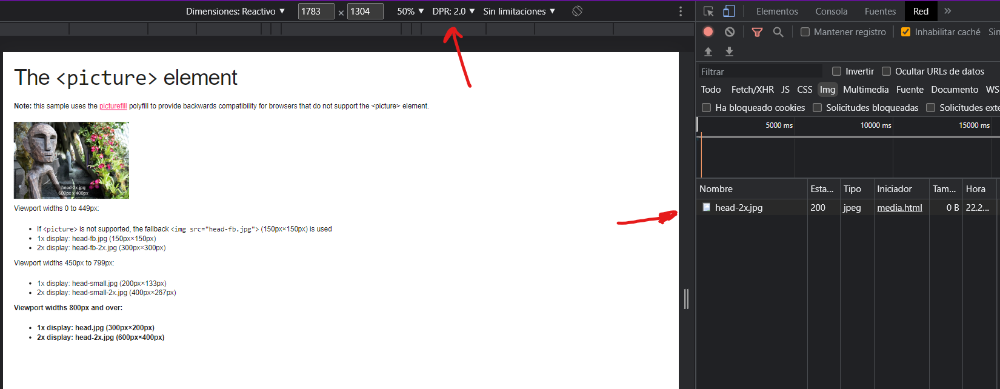 Dimensiones: Reactivo ▼ 1783 × 1304 50% ▼ DPR: 2.0 ▼ Sin limitaciones ▼
The <picture> element
Note: this sample uses the picturefill polyfill to provide backwards compatibility for browsers that do not support the <picture> element.
head-2x.jpg
600px x 400px
Viewport widths 0 to 449px:
• If <picture> is not supported, the fallback <img src="head-fb.jpg"> (150px×150px) is used
• 1x display: head-fb.jpg (150px×150px)
• 2x display: head-fb-2x.jpg (300px×300px)
Viewport widths 450px to 799px:
• 1x display: head-small.jpg (200px×133px)
• 2x display: head-small-2x.jpg (400px×267px)
Viewport widths 800px and over:
• 1x display: head.jpg (300px×200px)
• 2x display: head-2x.jpg (600px×400px)
Elementos Consola Fuentes Red »
Mantener registro Inhabilitar caché Sin
Filtrar Invertir Ocultar URLs de datos
Todo Fetch/XHR JS CSS Img Multimedia Fuente Documento WS
Ha bloqueado cookies Solicitudes bloqueadas Solicitudes exte
5000 ms 10000 ms 15000 ms
Nombre Esta... Tipo Iniciador Tam... Hora
head-2x.jpg 200 jpeg media.html 0 B 22.2...